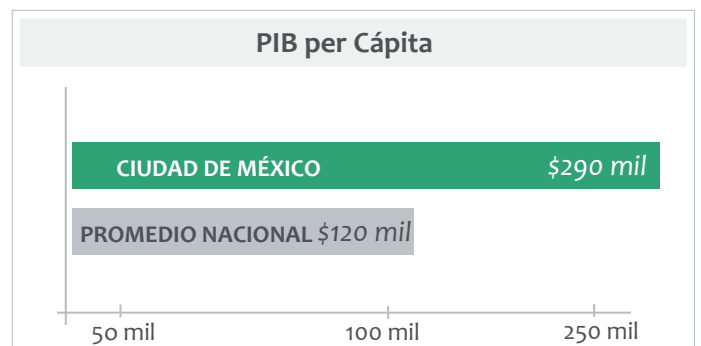 PIB per Cápita
CIUDAD DE MÉXICO $290 mil
PROMEDIO NACIONAL $120 mil
50 mil 100 mil 250 mil